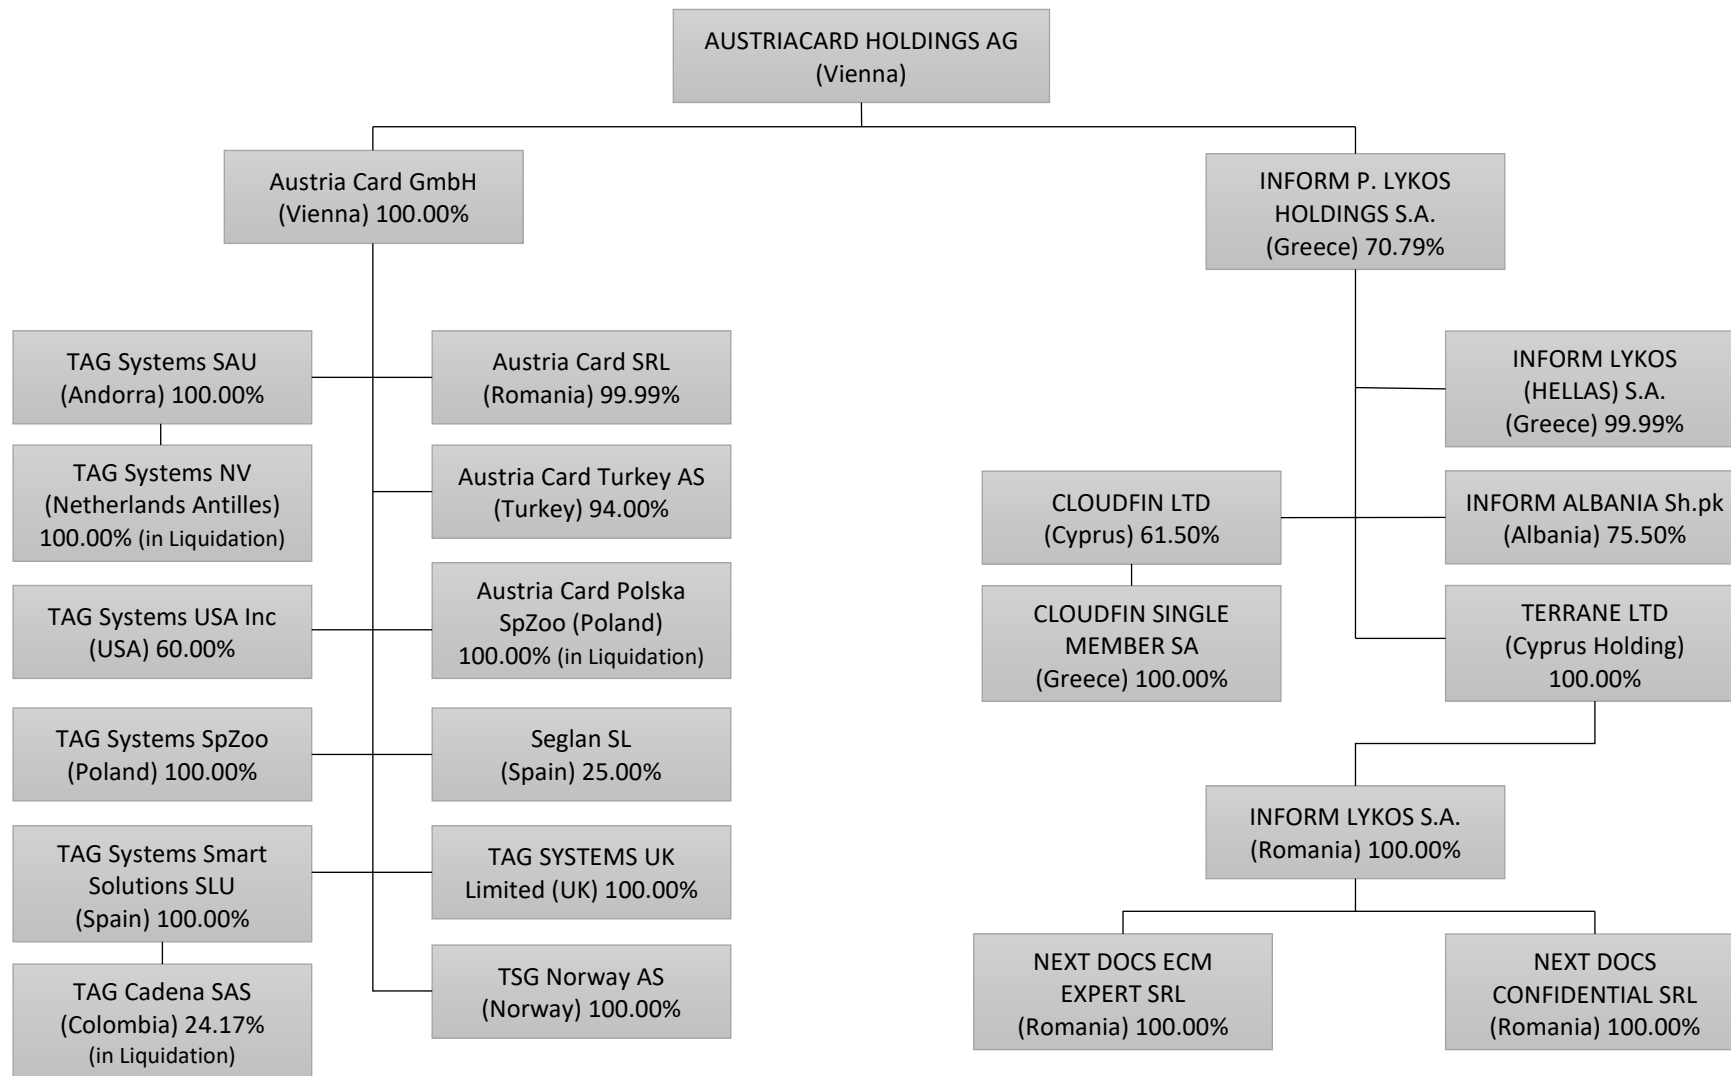 AUSTRIACARD HOLDINGS AG
(Vienna)
Austria Card GmbH
(Vienna) 100.00%
INFORM P. LYKOS
HOLDINGS S.A.
(Greece) 70.79%
TAG Systems SAU
(Andorra) 100.00%
Austria Card SRL
(Romania) 99.99%
TAG Systems NV
(Netherlands Antilles)
100.00% (in Liquidation)
Austria Card Turkey AS
(Turkey) 94.00%
TAG Systems USA Inc
(USA) 60.00%
Austria Card Polska
SpZoo (Poland)
100.00% (in Liquidation)
TAG Systems SpZoo
(Poland) 100.00%
Seglan SL
(Spain) 25.00%
TAG Systems Smart
Solutions SLU
(Spain) 100.00%
TAG SYSTEMS UK
Limited (UK) 100.00%
TAG Cadena SAS
(Colombia) 24.17%
(in Liquidation)
TSG Norway AS
(Norway) 100.00%
INFORM LYKOS
(HELLAS) S.A.
(Greece) 99.99%
CLOUDFIN LTD
(Cyprus) 61.50%
INFORM ALBANIA Sh.pk
(Albania) 75.50%
CLOUDFIN SINGLE
MEMBER SA
(Greece) 100.00%
TERRANE LTD
(Cyprus Holding)
100.00%
INFORM LYKOS S.A.
(Romania) 100.00%
NEXT DOCS ECM
EXPERT SRL
(Romania) 100.00%
NEXT DOCS
CONFIDENTIAL SRL
(Romania) 100.00%